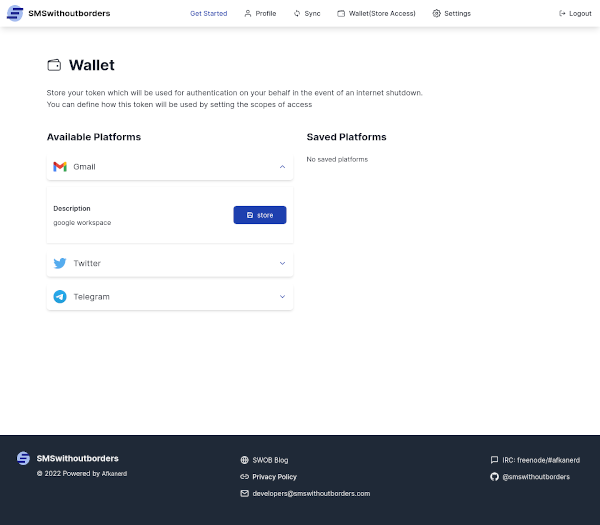 SMSwithoutborders
Get Started
Profile
Sync
Wallet(Store Access)
Settings
Logout
Wallet
Store your token which will be used for authentication on your behalf in the event of an internet shutdown.
You can define how this token will be used by setting the scopes of access
Available Platforms
Gmail
Description
google workspace
store
Twitter
Telegram
Saved Platforms
No saved platforms
SMSwithoutborders
© 2022 Powered by Afkanerd
SWOB Blog
Privacy Policy
developers@smswithoutborders.com
IRC: freenode/#afkanerd
@smswithoutborders